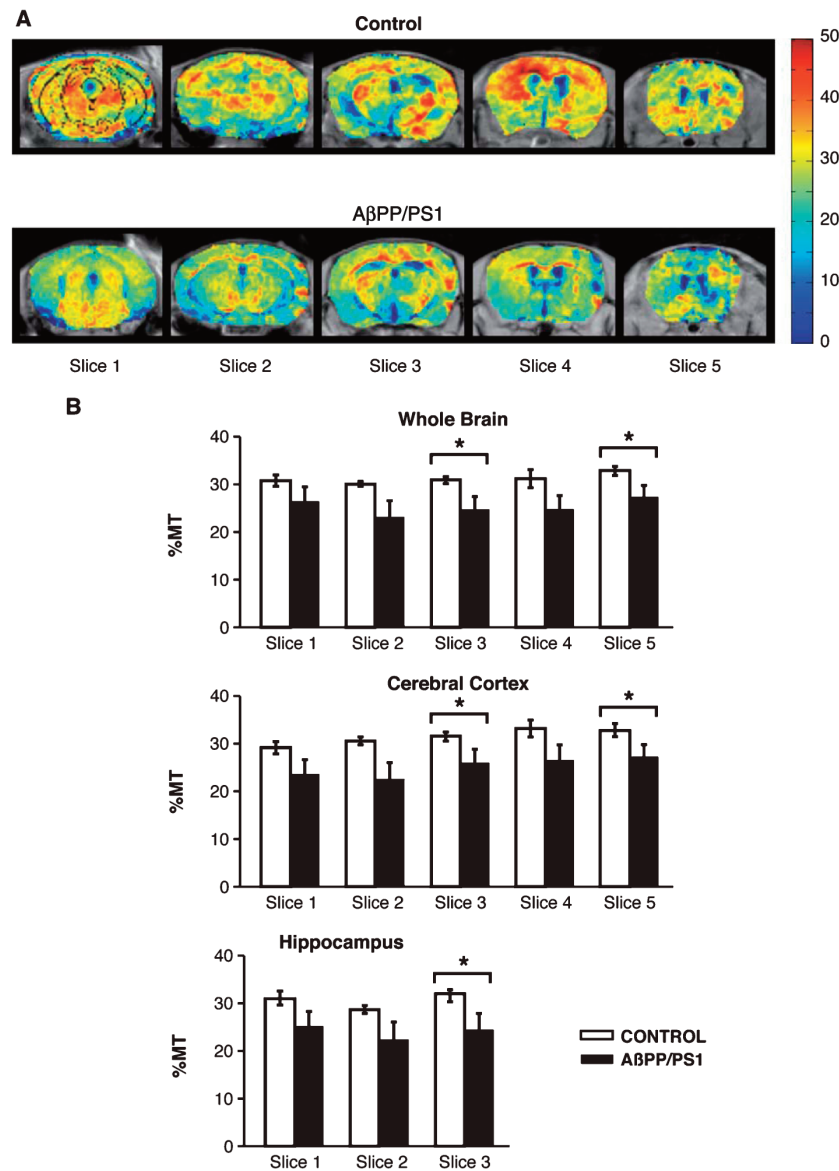 A
Control
50
40
30
20
10
0
AβPP/PS1
Slice 1 Slice 2 Slice 3 Slice 4 Slice 5
B
Whole Brain
40
30
20
10
0
%MT
* *
Slice 1 Slice 2 Slice 3 Slice 4 Slice 5
Cerebral Cortex
40
30
20
10
0
%MT
* *
Slice 1 Slice 2 Slice 3 Slice 4 Slice 5
Hippocampus
40
30
20
10
0
%MT
*
Slice 1 Slice 2 Slice 3
CONTROL
AßPP/PS1